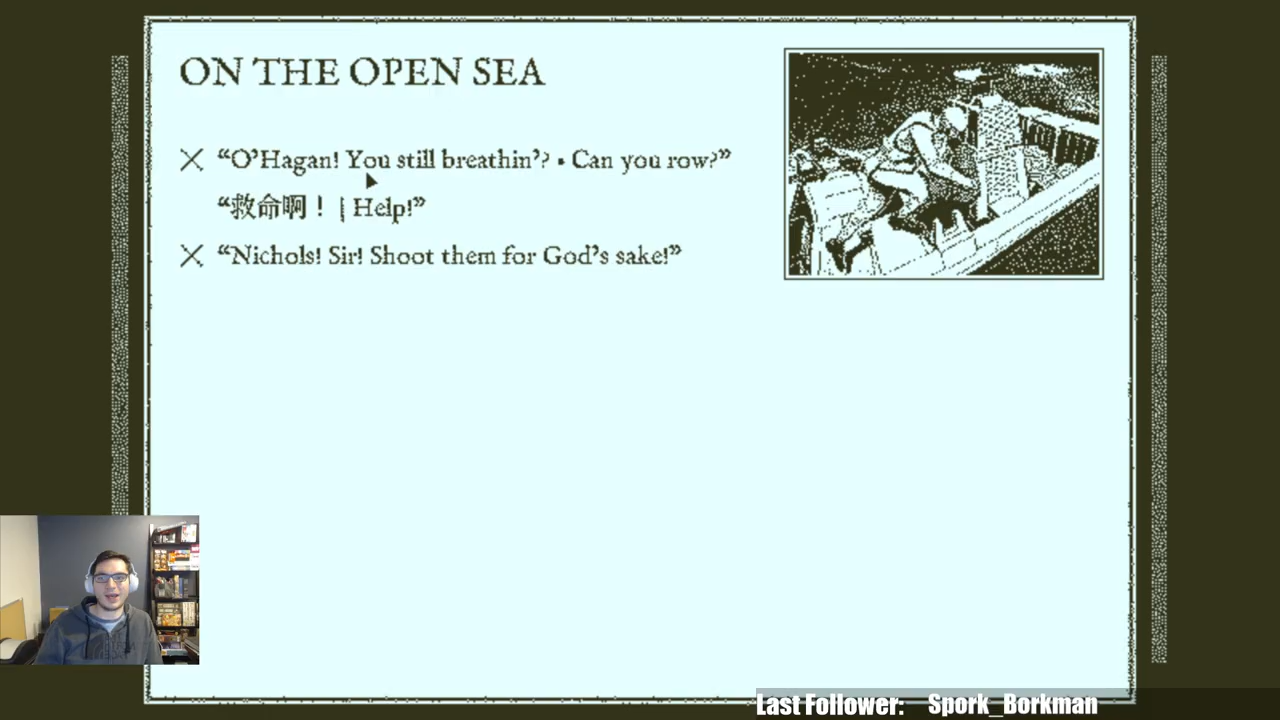 ON THE OPEN SEA
“O’Hagan! You still breathin’? • Can you row?”
“救命啊！ | Help!”
“Nichols! Sir! Shoot them for God’s sake!”
Last Follower: Spork_Borkman